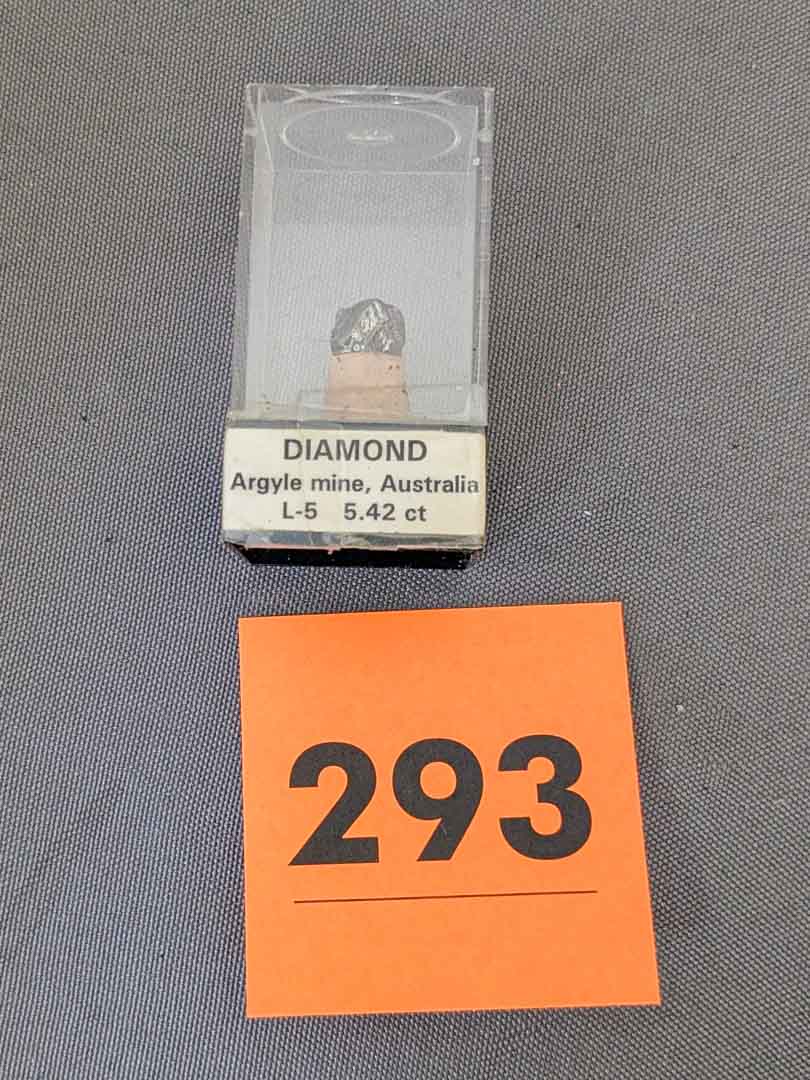 DIAMOND
Argyle mine, Australia
L-5 5.42 ct
293